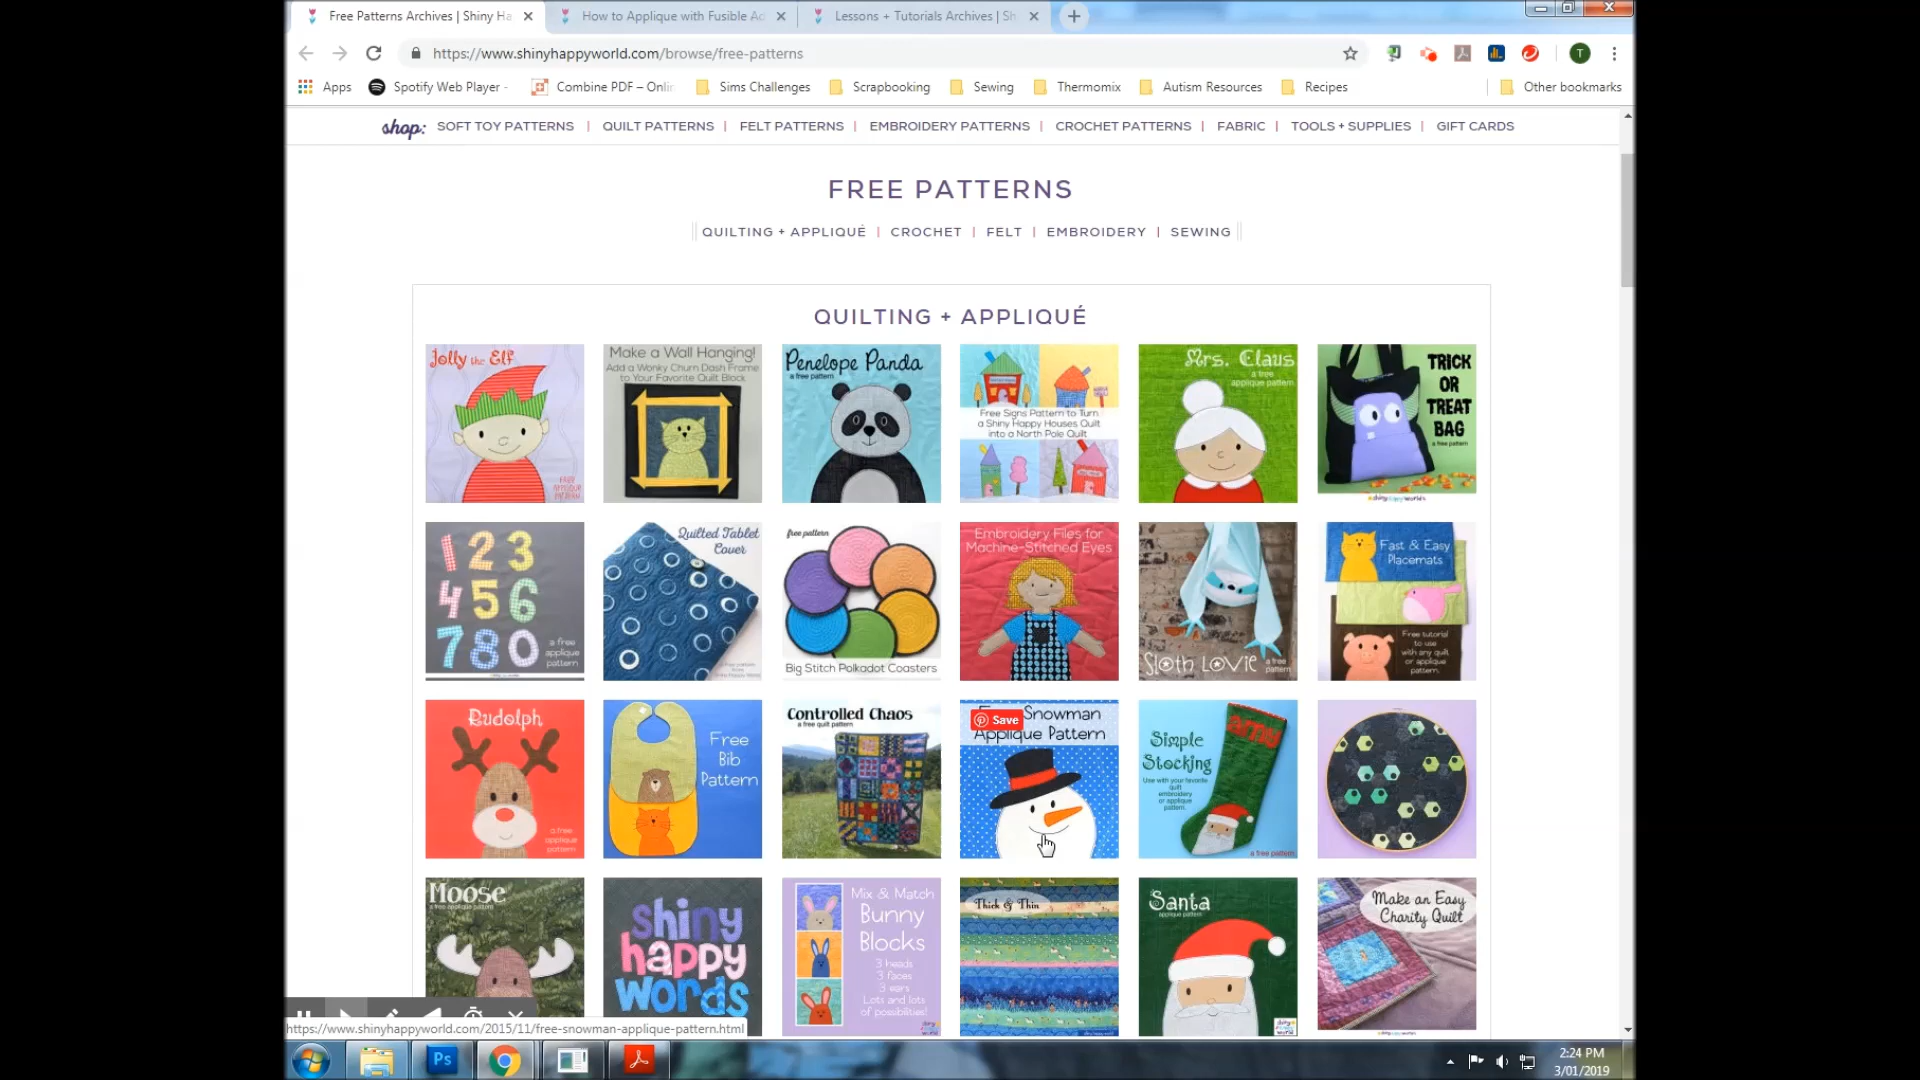 Free Patterns Archives | Shiny Ha
How to Applique with Fusible Ad
Lessons + Tutorials Archives | Sh
https://www.shinyhappyworld.com/browse/free-patterns
T
Apps
Spotify Web Player -
Combine PDF – Onlin
Sims Challenges
Scrapbooking
Sewing
Thermomix
Autism Resources
Recipes
Other bookmarks
shop:
SOFT TOY PATTERNS | QUILT PATTERNS | FELT PATTERNS | EMBROIDERY PATTERNS | CROCHET PATTERNS | FABRIC | TOOLS + SUPPLIES | GIFT CARDS
FREE PATTERNS
QUILTING + APPLIQUÉ | CROCHET | FELT | EMBROIDERY | SEWING
QUILTING + APPLIQUÉ
Jolly the Elf
FREE
APPLIQUE
PATTERN
Make a Wall Hanging!
Add a Wonky Churn Dash Frame
to Your Favorite Quilt Block
Penelope Panda
a free pattern
Free Signs Pattern to Turn
a Shiny Happy Houses Quilt
into a North Pole Quilt
Mrs. Claus
a free
applique pattern
TRICK
OR
TREAT
BAG
a free pattern
shinyhappyworld
1 2 3
4 5 6
7 8 0
a free
applique
pattern
Quilted Tablet
Cover
free pattern
Big Stitch Polkadot Coasters
Embroidery Files for
Machine-Stitched Eyes
Sloth Lovie
a free
pattern
Fast & Easy
Placemats
Free tutorial
to use
with any quilt
or applique
pattern.
Rudolph
a free
applique
pattern
Free
Bib
Pattern
Controlled Chaos
a free quilt pattern
Save
Snowman
Applique Pattern
Simple
Stocking
Use with your favorite
quilt
embroidery
or applique
pattern.
a free pattern
Moose
a free applique pattern
shiny
happy
words
Mix & Match
Bunny
Blocks
3 heads
3 faces
3 ears
Lots and lots
of possibilities!
Thick & Thin
Santa
applique pattern
Make an Easy
Charity Quilt
https://www.shinyhappyworld.com/2015/11/free-snowman-applique-pattern.html
Ps
2:24 PM
3/01/2019